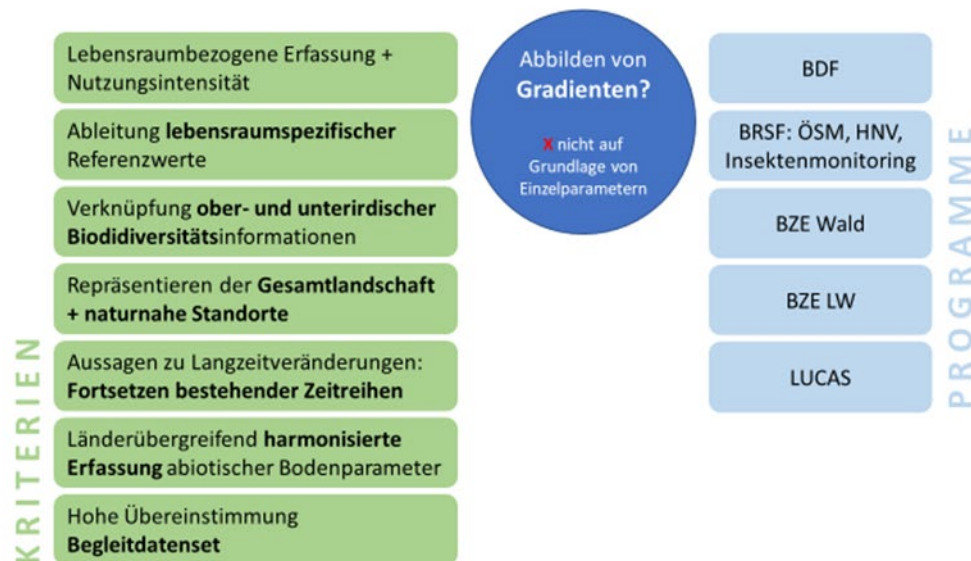 KRITERIEN
Lebensraumbezogene Erfassung +
Nutzungsintensität
Ableitung lebensraumspezifischer
Referenzwerte
Verknüpfung ober- und unterirdischer
Biodidiversitätsinformationen
Repräsentieren der Gesamtlandschaft
+ naturnahe Standorte
Aussagen zu Langzeitveränderungen:
Fortsetzen bestehender Zeitreihen
Länderübergreifend harmonisierte
Erfassung abiotischer Bodenparameter
Hohe Übereinstimmung
Begleitdatenset
Abbilden von
Gradienten?
X nicht auf
Grundlage von
Einzelparametern
BDF
BRSF: ÖSM, HNV,
Insektenmonitoring
BZE Wald
BZE LW
LUCAS
PROGRAMME